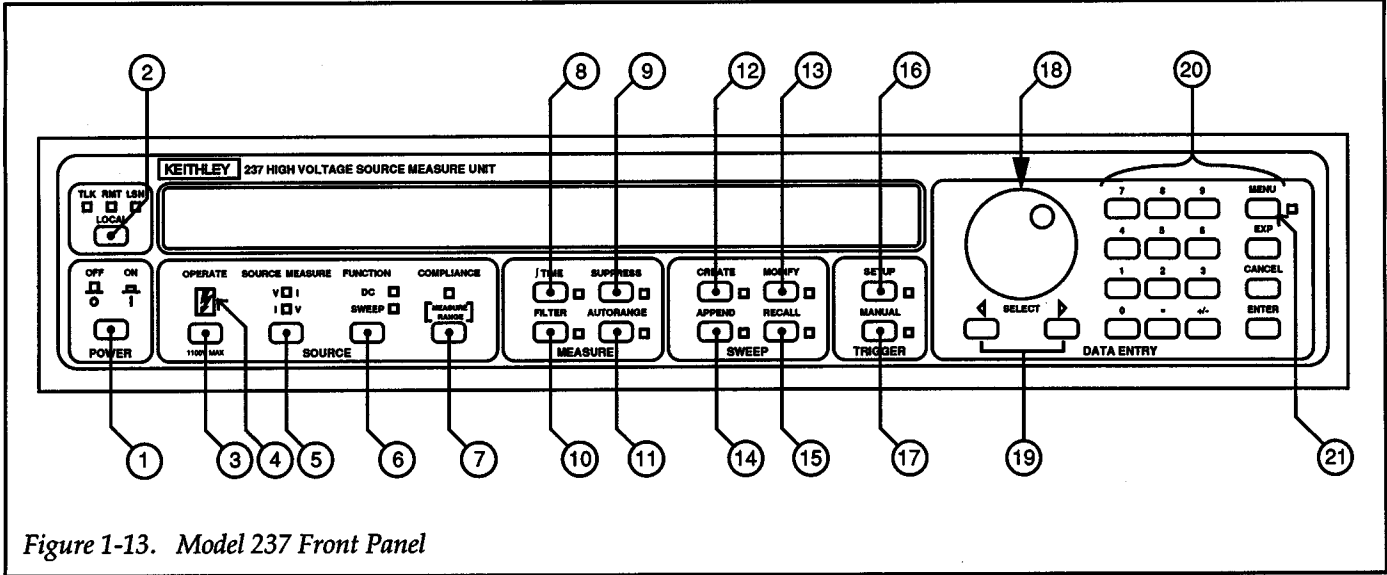 2 8 9 12 13 16 18 20
KEITHLEY 237 HIGH VOLTAGE SOURCE MEASURE UNIT
TLK RMT LSN
LOCAL
OFF ON
O I
POWER
OPERATE SOURCE MEASURE FUNCTION COMPLIANCE
V I DC
I V SWEEP
MEASURE
RANGE
1100V MAX
SOURCE
∫ TIME SUPPRESS
FILTER AUTORANGE
MEASURE
CREATE MODIFY
APPEND RECALL
SWEEP
SETUP
MANUAL
TRIGGER
SELECT
7 8 9 MENU
4 5 6 EXP
1 2 3 CANCEL
0 +/- ENTER
DATA ENTRY
1 3 4 5 6 7 10 11 14 15 17 19 21
Figure 1-13. Model 237 Front Panel